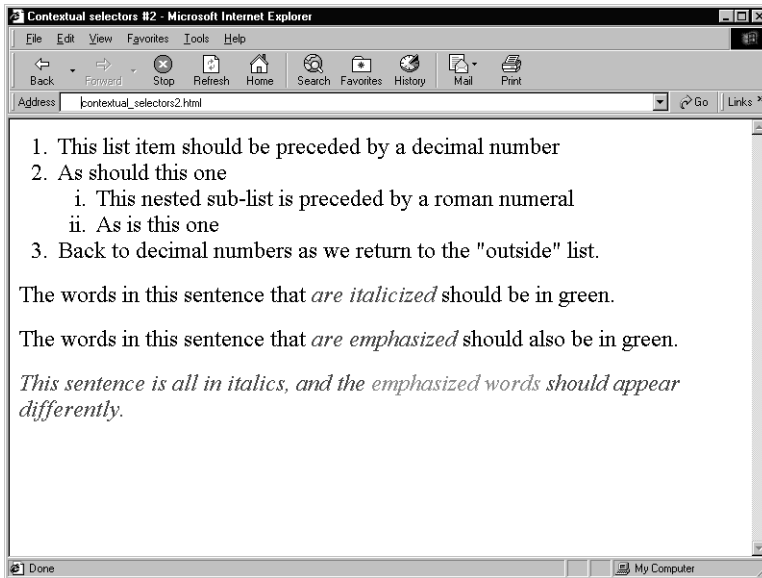 Contextual selectors #2 - Microsoft Internet Explorer
File Edit View Favorites Tools Help
Back Forward Stop Refresh Home Search Favorites History Mail Print
Address contextual_selectors2.html Go Links »
1. This list item should be preceded by a decimal number
2. As should this one
i. This nested sub-list is preceded by a roman numeral
ii. As is this one
3. Back to decimal numbers as we return to the "outside" list.
The words in this sentence that are italicized should be in green.
The words in this sentence that are emphasized should also be in green.
This sentence is all in italics, and the emphasized words should appear
differently.
Done My Computer